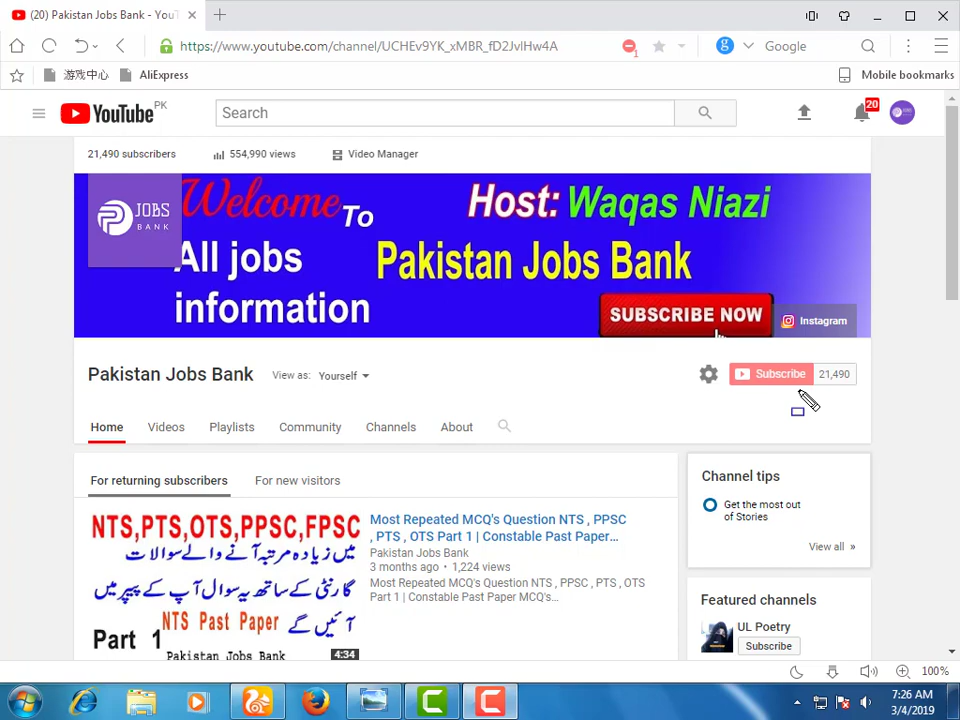 (20) Pakistan Jobs Bank - YouT
https://www.youtube.com/channel/UCHEv9YK_xMBR_fD2JvlHw4A
1
Google
游戏中心
AliExpress
Mobile bookmarks
YouTube PK
Search
20
21,490 subscribers
554,990 views
Video Manager
JOBS
BANK
Welcome To
Host: Waqas Niazi
All jobs
information
Pakistan Jobs Bank
SUBSCRIBE NOW
Instagram
Pakistan Jobs Bank
View as: Yourself
Subscribe
21,490
Home
Videos
Playlists
Community
Channels
About
For returning subscribers
For new visitors
NTS,PTS,OTS,PPSC,FPSC
میں زیادہ مرتبہ آنے والے سوالات
گارنٹی کے ساتھ یہ سوال آپ کے پیپر میں
NTS Past Paper
آئیں گے
Part 1
Pakistan Jobs Bank
4:34
Most Repeated MCQ's Question NTS , PPSC
, PTS , OTS Part 1 | Constable Past Paper...
Pakistan Jobs Bank
3 months ago • 1,224 views
Most Repeated MCQ's Question NTS , PPSC , PTS , OTS
Part 1 | Constable Past Paper MCQ's...
Channel tips
Get the most out
of Stories
View all »
Featured channels
UL Poetry
Subscribe
100%
7:26 AM
3/4/2019